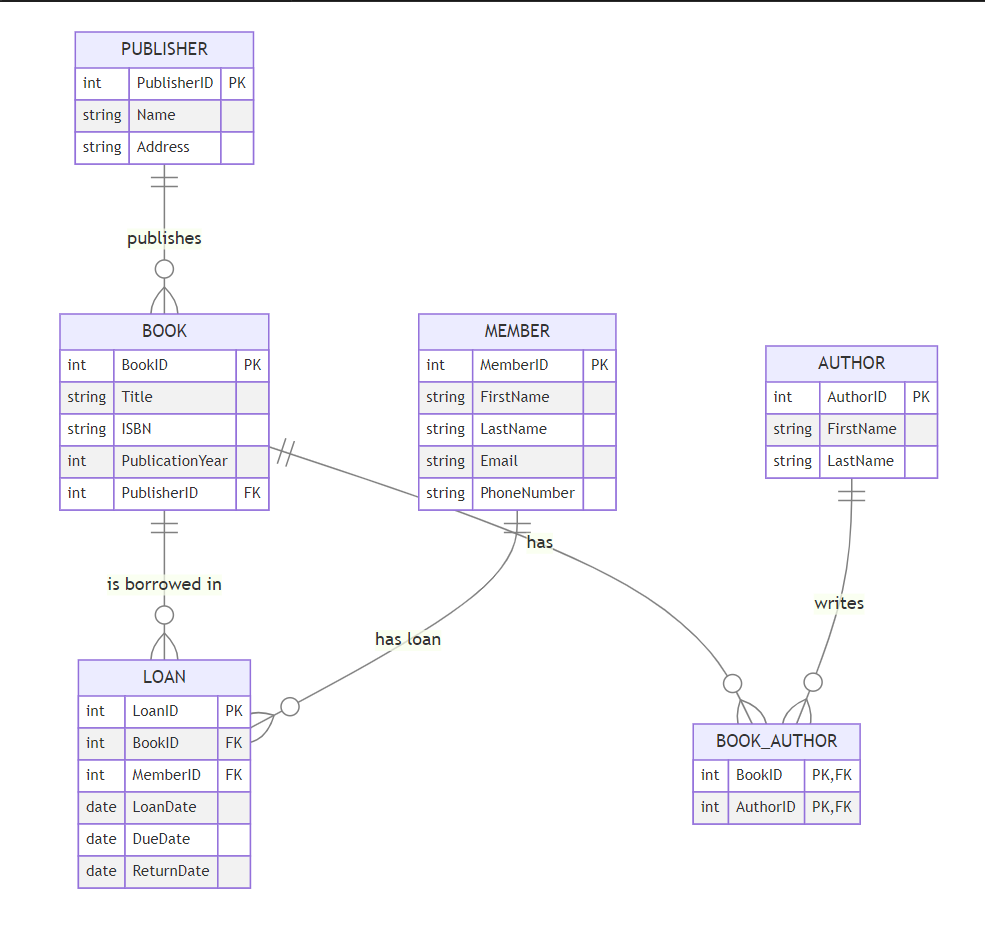 PUBLISHER
int PublisherID PK
string Name
string Address
publishes
BOOK
int BookID PK
string Title
string ISBN
int PublicationYear
int PublisherID FK
MEMBER
int MemberID PK
string FirstName
string LastName
string Email
string PhoneNumber
AUTHOR
int AuthorID PK
string FirstName
string LastName
has
is borrowed in
writes
has loan
LOAN
int LoanID PK
int BookID FK
int MemberID FK
date LoanDate
date DueDate
date ReturnDate
BOOK_AUTHOR
int BookID PK,FK
int AuthorID PK,FK